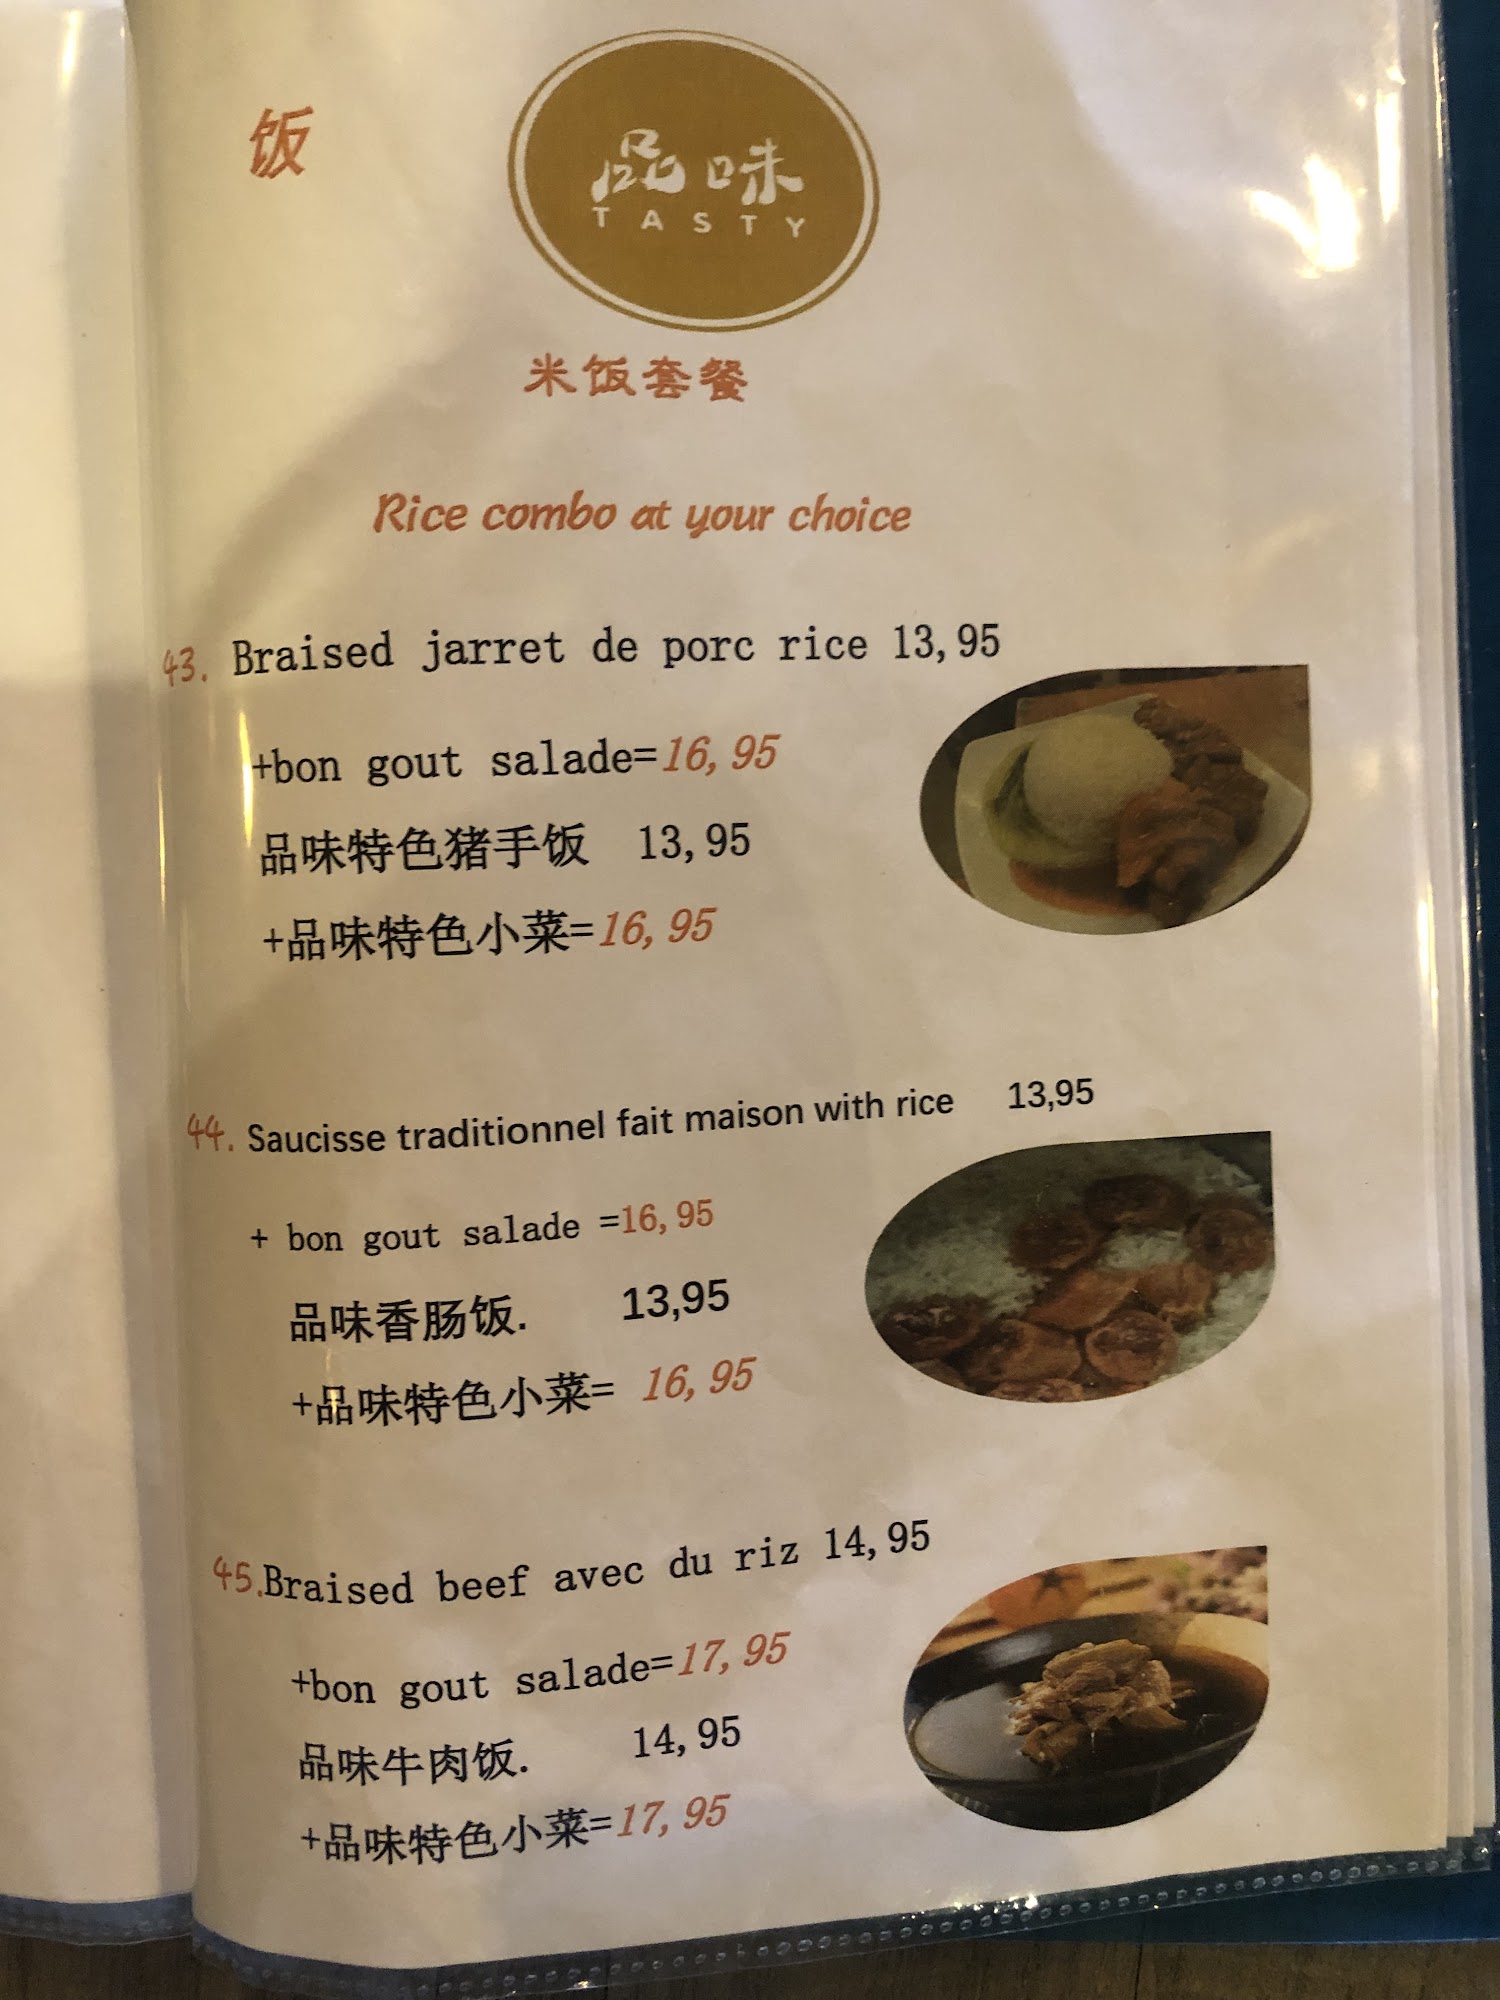 饭
品味
TASTY
米饭套餐
Rice combo at your choice
43. Braised jarret de porc rice 13,95
+bon gout salade=16,95
品味特色猪手饭 13,95
+品味特色小菜=16,95
44. Saucisse traditionnel fait maison with rice 13,95
+ bon gout salade =16,95
品味香肠饭. 13,95
+品味特色小菜= 16,95
45.Braised beef avec du riz 14,95
+bon gout salade=17,95
品味牛肉饭. 14,95
+品味特色小菜=17,95